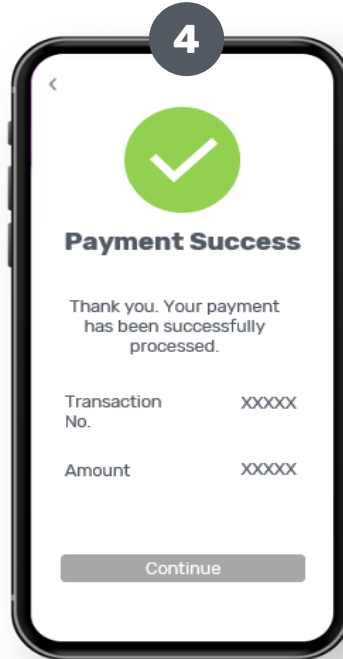 4
Payment Success
Thank you. Your payment
has been successfully
processed.
Transaction XXXXX
No.
Amount XXXXX
Continue